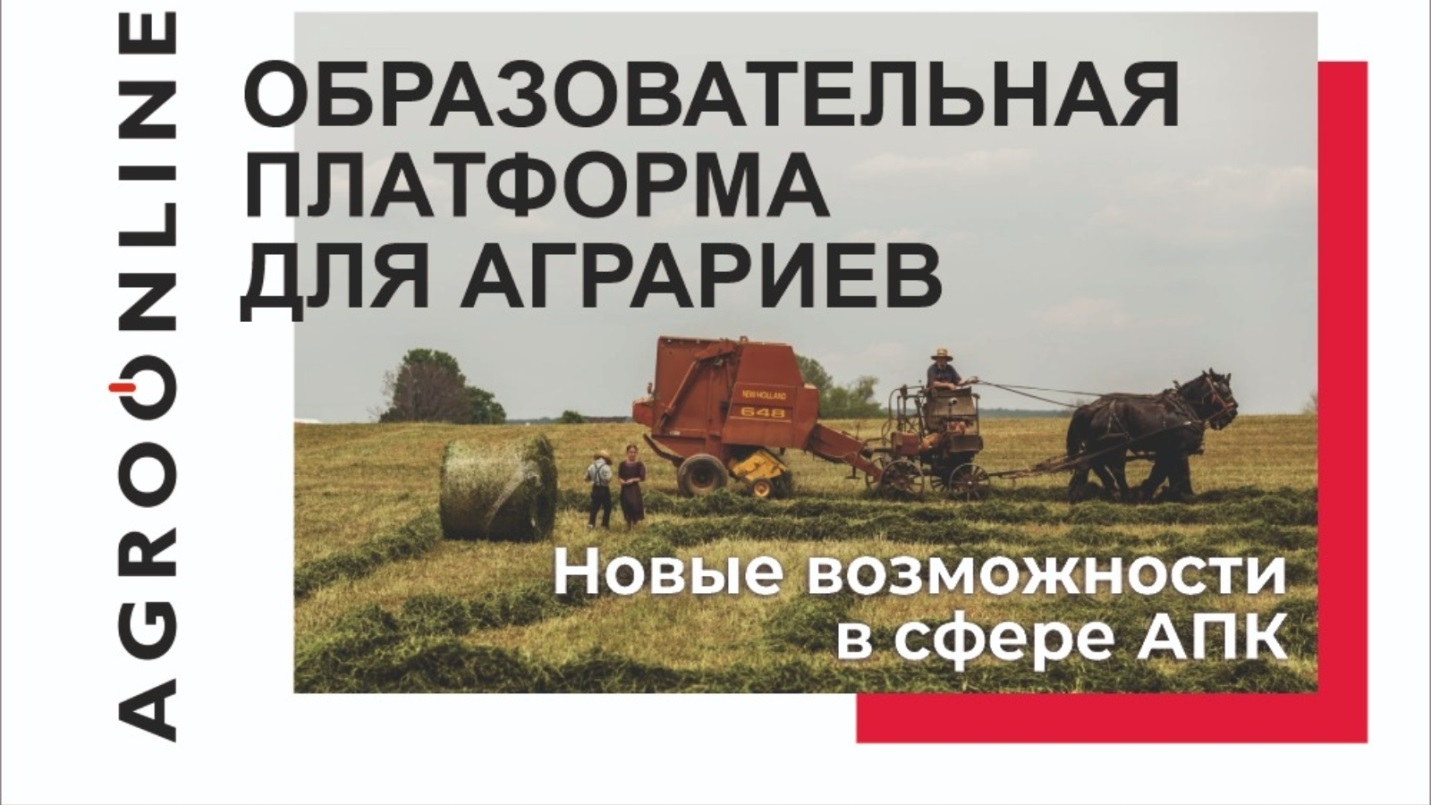 AGROONLINE
ОБРАЗОВАТЕЛЬНАЯ
ПЛАТФОРМА
ДЛЯ АГРАРИЕВ
NEW HOLLAND
648
Новые возможности
в сфере АПК